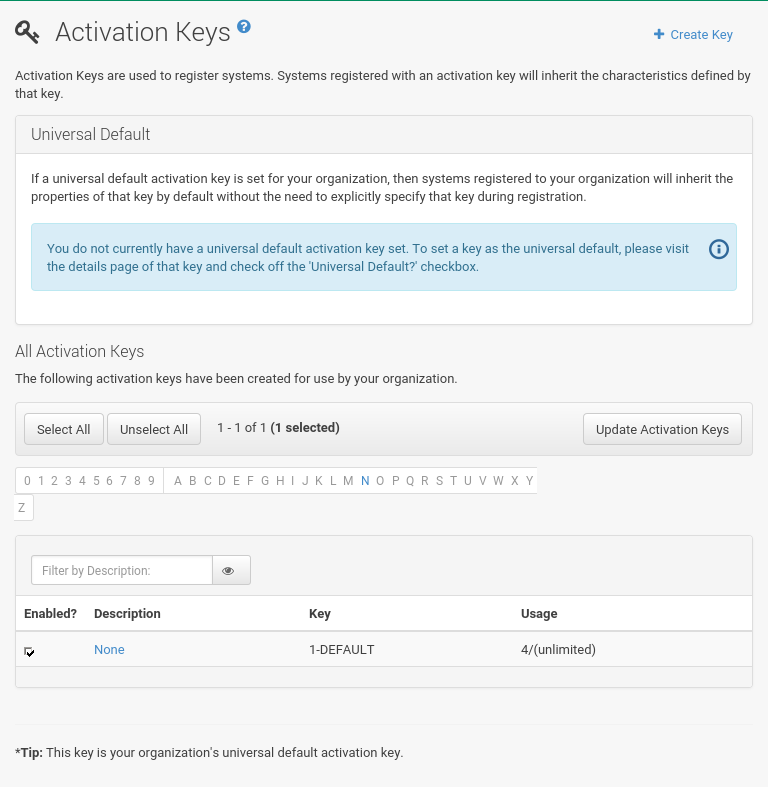 Activation Keys
Create Key
Activation Keys are used to register systems. Systems registered with an activation key will inherit the characteristics defined by
that key.
Universal Default
If a universal default activation key is set for your organization, then systems registered to your organization will inherit the
properties of that key by default without the need to explicitly specify that key during registration.
You do not currently have a universal default activation key set. To set a key as the universal default, please visit
the details page of that key and check off the 'Universal Default?' checkbox.
All Activation Keys
The following activation keys have been created for use by your organization.
Select All Unselect All 1 - 1 of 1 (1 selected) Update Activation Keys
0 1 2 3 4 5 6 7 8 9 A B C D E F G H I J K L M N O P Q R S T U V W X Y
Z
Filter by Description:
Enabled? Description Key Usage
None 1-DEFAULT 4/(unlimited)
*Tip: This key is your organization's universal default activation key.